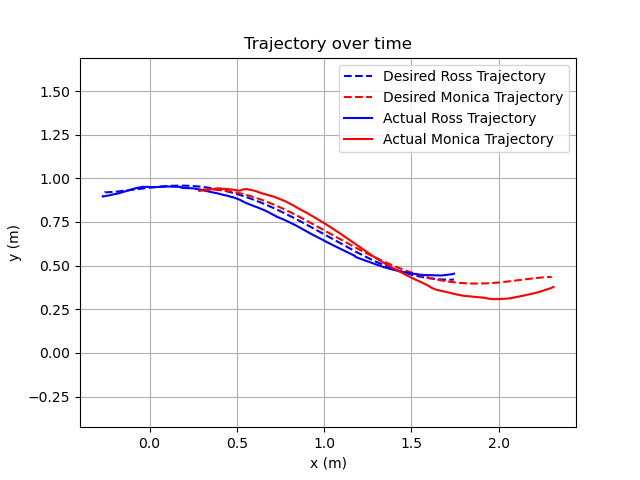 Trajectory over time
Desired Ross Trajectory
Desired Monica Trajectory
Actual Ross Trajectory
Actual Monica Trajectory
1.50
1.25
1.00
0.75
0.50
0.25
0.00
−0.25
y (m)
0.0 0.5 1.0 1.5 2.0
x (m)